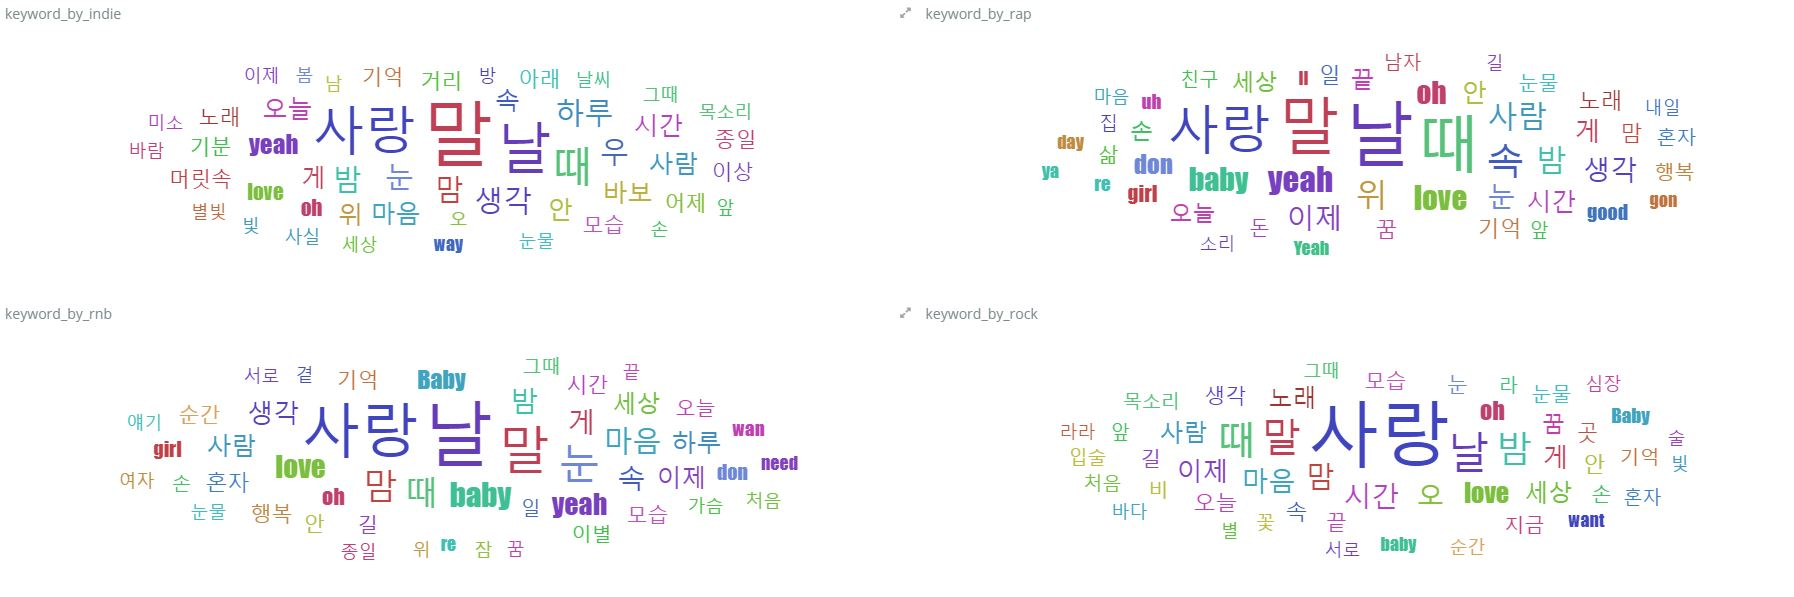 keyword_by_indie
이제 봄 남 기억 거리 방 아래 날씨
미소 노래 오늘 사랑 말 속 날 하루 그때 시간 목소리
바람 기분 yeah 때 우 사람 종일 이상
머릿속 love 게 밤 눈 맘 생각 안 바보 어제 앞
별빛 빛 oh 위 마음 오 모습 손
사실 세상 way 눈물
keyword_by_rap
친구 세상 ll 일 끝 남자 길 눈물
마음 uh 사랑 말 날 oh 안 때 사람 노래 내일
day 집 손 속 밤 게 맘 혼자
ya 삶 re don girl baby yeah 위 love 눈 시간 생각 행복
오늘 돈 이제 꿈 기억 앞 good gon
소리 Yeah
keyword_by_rnb
서로 곁 기억 Baby 그때 시간 끝
얘기 순간 생각 사랑 날 밤 말 게 세상 오늘
girl 사람 love 눈 마음 하루 wan
여자 손 혼자 oh 맘 때 baby 속 이제 don need
눈물 행복 안 길 일 yeah 모습 가슴 처음
종일 위 re 잠 꿈 이별
keyword_by_rock
그때 모습 눈 라 눈물 심장
목소리 생각 노래 사랑 oh 꿈 Baby
라라 앞 사람 때 말 날 밤 게 곳 술
입술 길 이제 마음 맘 안 기억 빛
처음 비 오늘 시간 오 love 세상 손 혼자
바다 별 꽃 속 끝 지금 want
서로 baby 순간